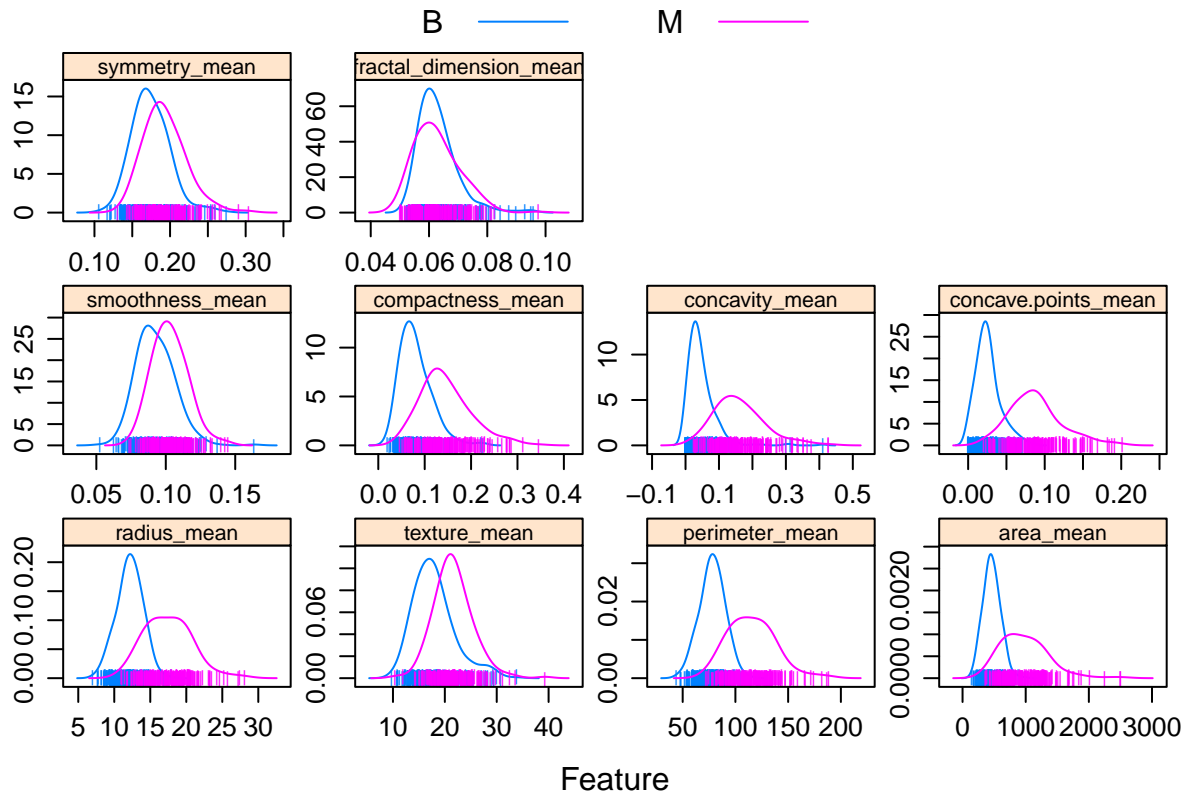 B M
symmetry_mean fractal_dimension_mean
0 5 10 15
0 20 40 60
0.10 0.20 0.30
0.04 0.06 0.08 0.10
smoothness_mean compactness_mean concavity_mean concave.points_mean
0 5 15 25
0 5 10
0 5 10
0 5 15 25
0.05 0.10 0.15
0.0 0.1 0.2 0.3 0.4
−0.1 0.1 0.3 0.5
0.00 0.10 0.20
radius_mean texture_mean perimeter_mean area_mean
0.00 0.10 0.20
0.00 0.06
0.00 0.02
0.0000 0.0020
5 10 15 20 25 30
10 20 30 40
50 100 150 200
0 1000 2000 3000
Feature